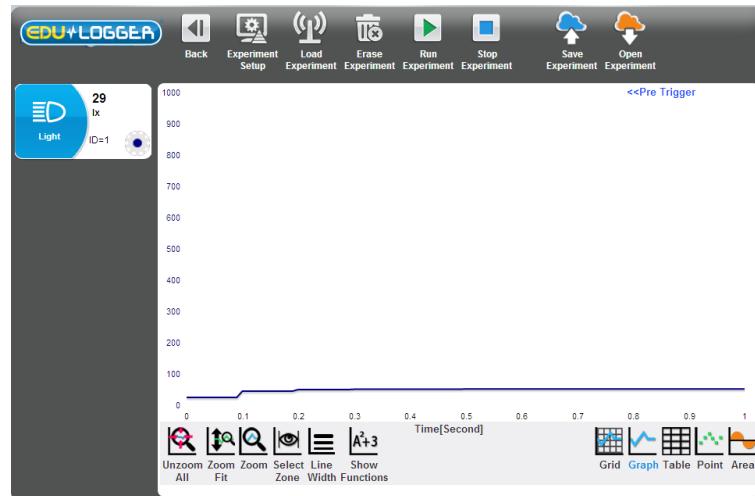 EDU LOGGER
Back
Experiment Setup
Load Experiment
Erase Experiment
Run Experiment
Stop Experiment
Save Experiment
Open Experiment
29
lx
Light
ID=1
<<Pre Trigger
1000
900
800
700
600
500
400
300
200
100
0
0 0.1 0.2 0.3 0.4 0.5 0.6 0.7 0.8 0.9 1
Time[Second]
Unzoom All
Zoom Fit
Zoom
Select Zone
Line Width
A²+3
Show Functions
Grid
Graph
Table
Point
Area